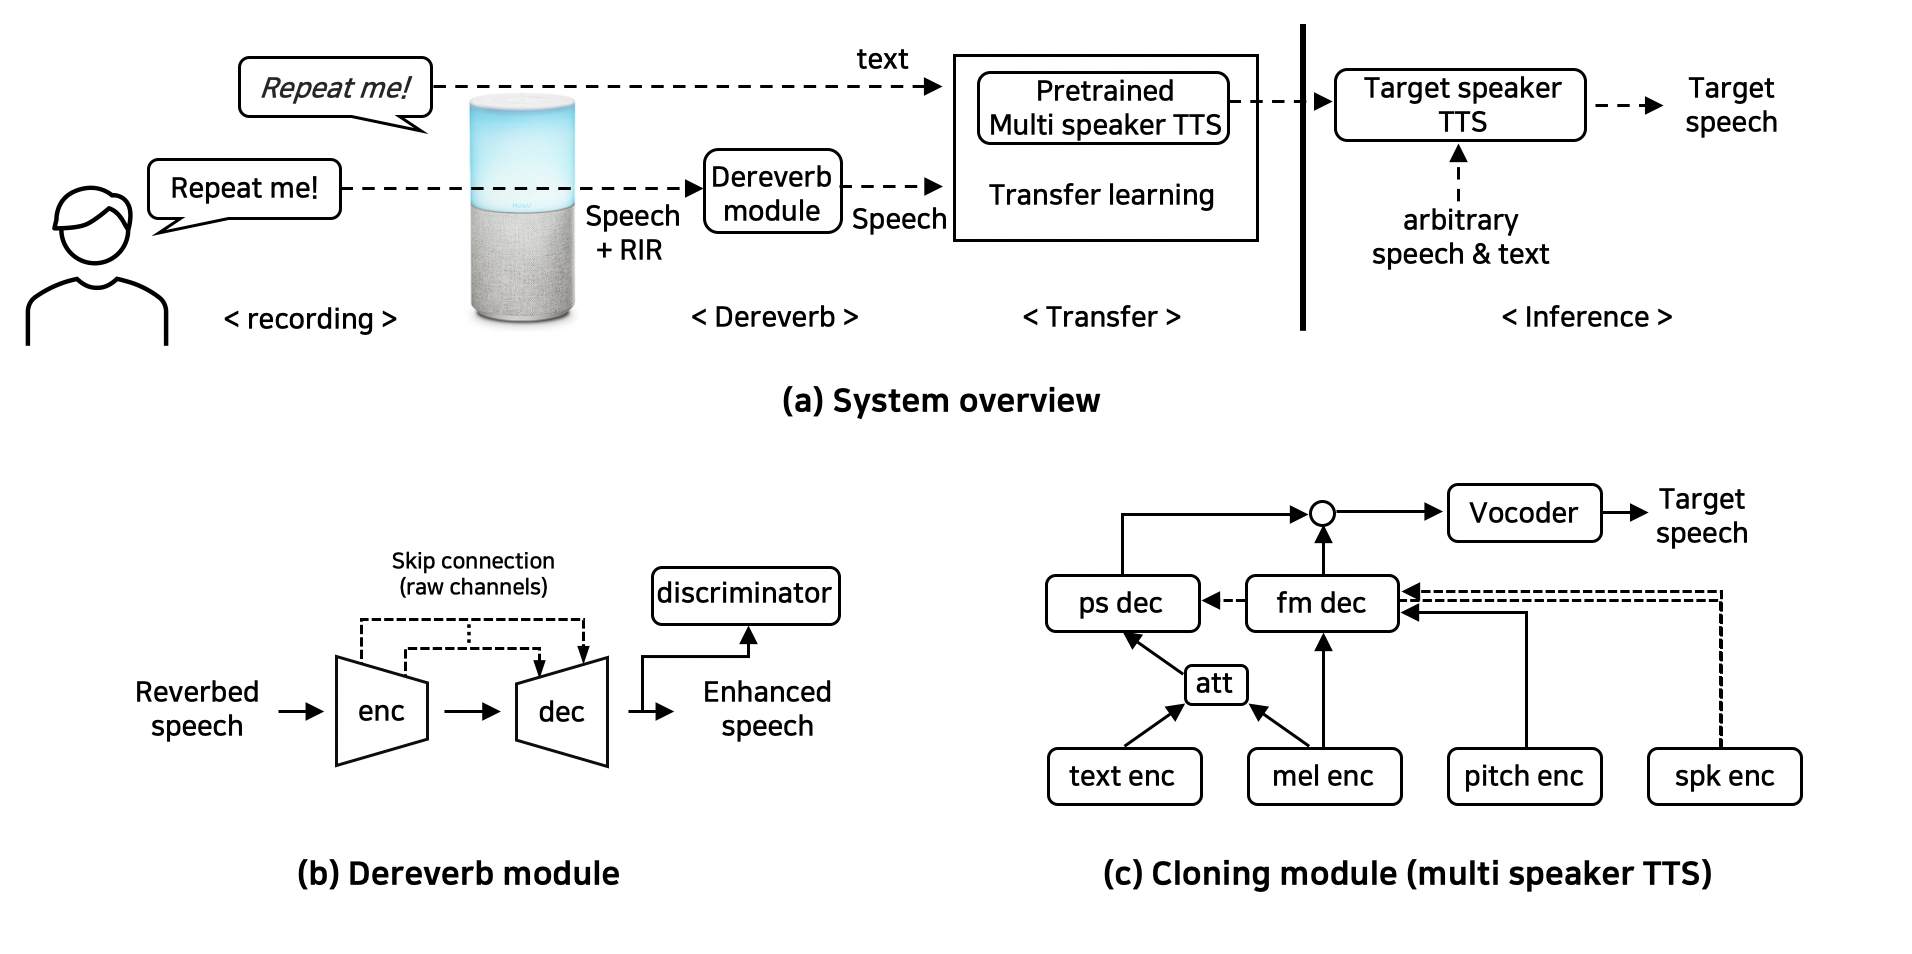 Repeat me!
text
Pretrained
Multi speaker TTS
Target speaker
TTS
Target
speech
Repeat me!
Dereverb
module
Speech
+ RIR
Speech
Transfer learning
arbitrary
speech & text
< recording >
< Dereverb >
< Transfer >
< Inference >
(a) System overview
Skip connection
(raw channels)
discriminator
Reverbed
speech
enc
dec
Enhanced
speech
(b) Dereverb module
Vocoder
Target
speech
ps dec
fm dec
att
text enc
mel enc
pitch enc
spk enc
(c) Cloning module (multi speaker TTS)